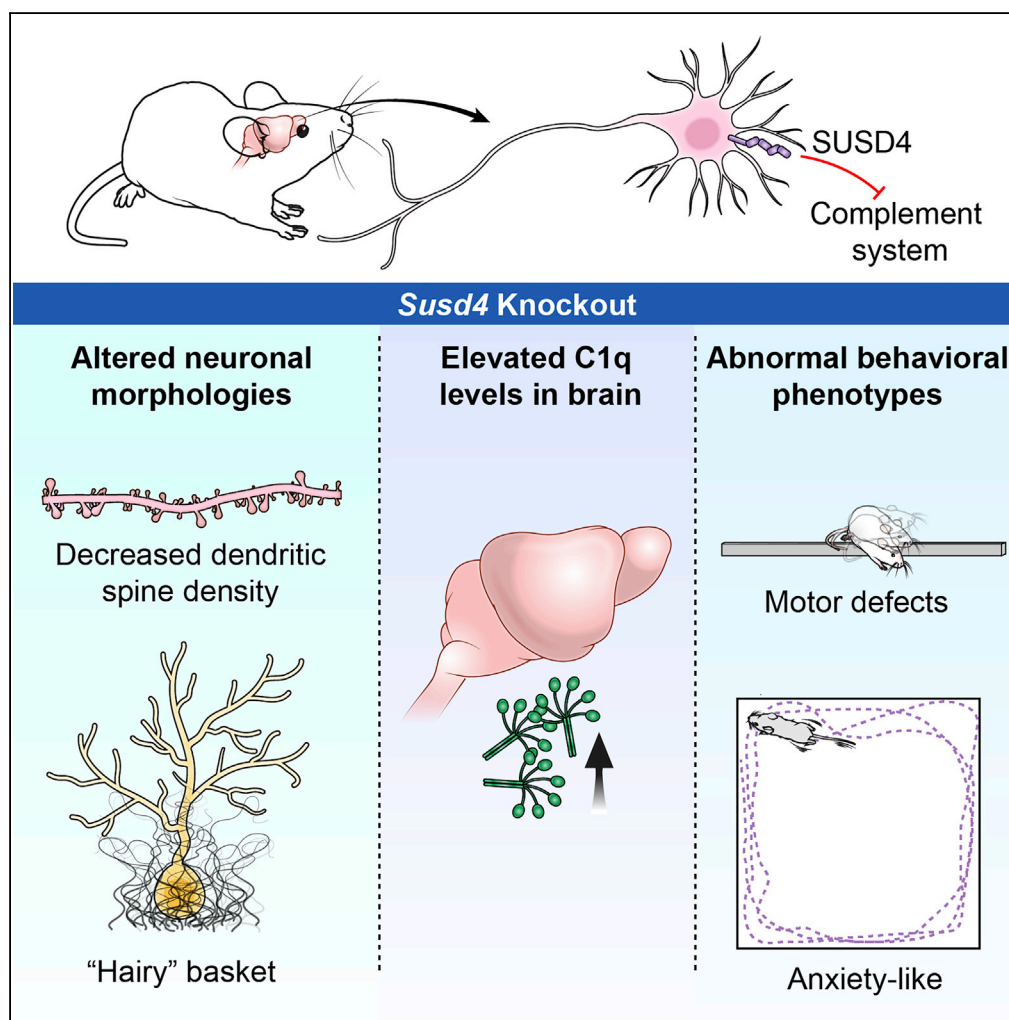 SUSD4
Complement
system
Susd4 Knockout
Altered neuronal
morphologies
Decreased dendritic
spine density
“Hairy” basket
Elevated C1q
levels in brain
Abnormal behavioral
phenotypes
Motor defects
Anxiety-like